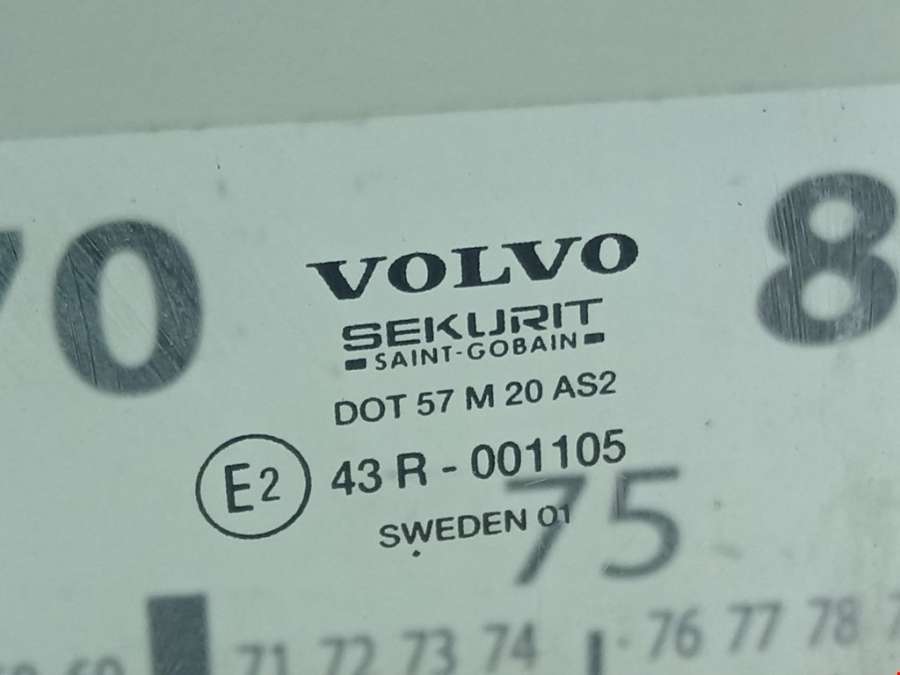 70
8
VOLVO
SEKURIT
SAINT-GOBAIN
DOT 57 M 20 AS2
E2
43 R - 001105
75
SWEDEN 01
71 72 73 74 76 77 78